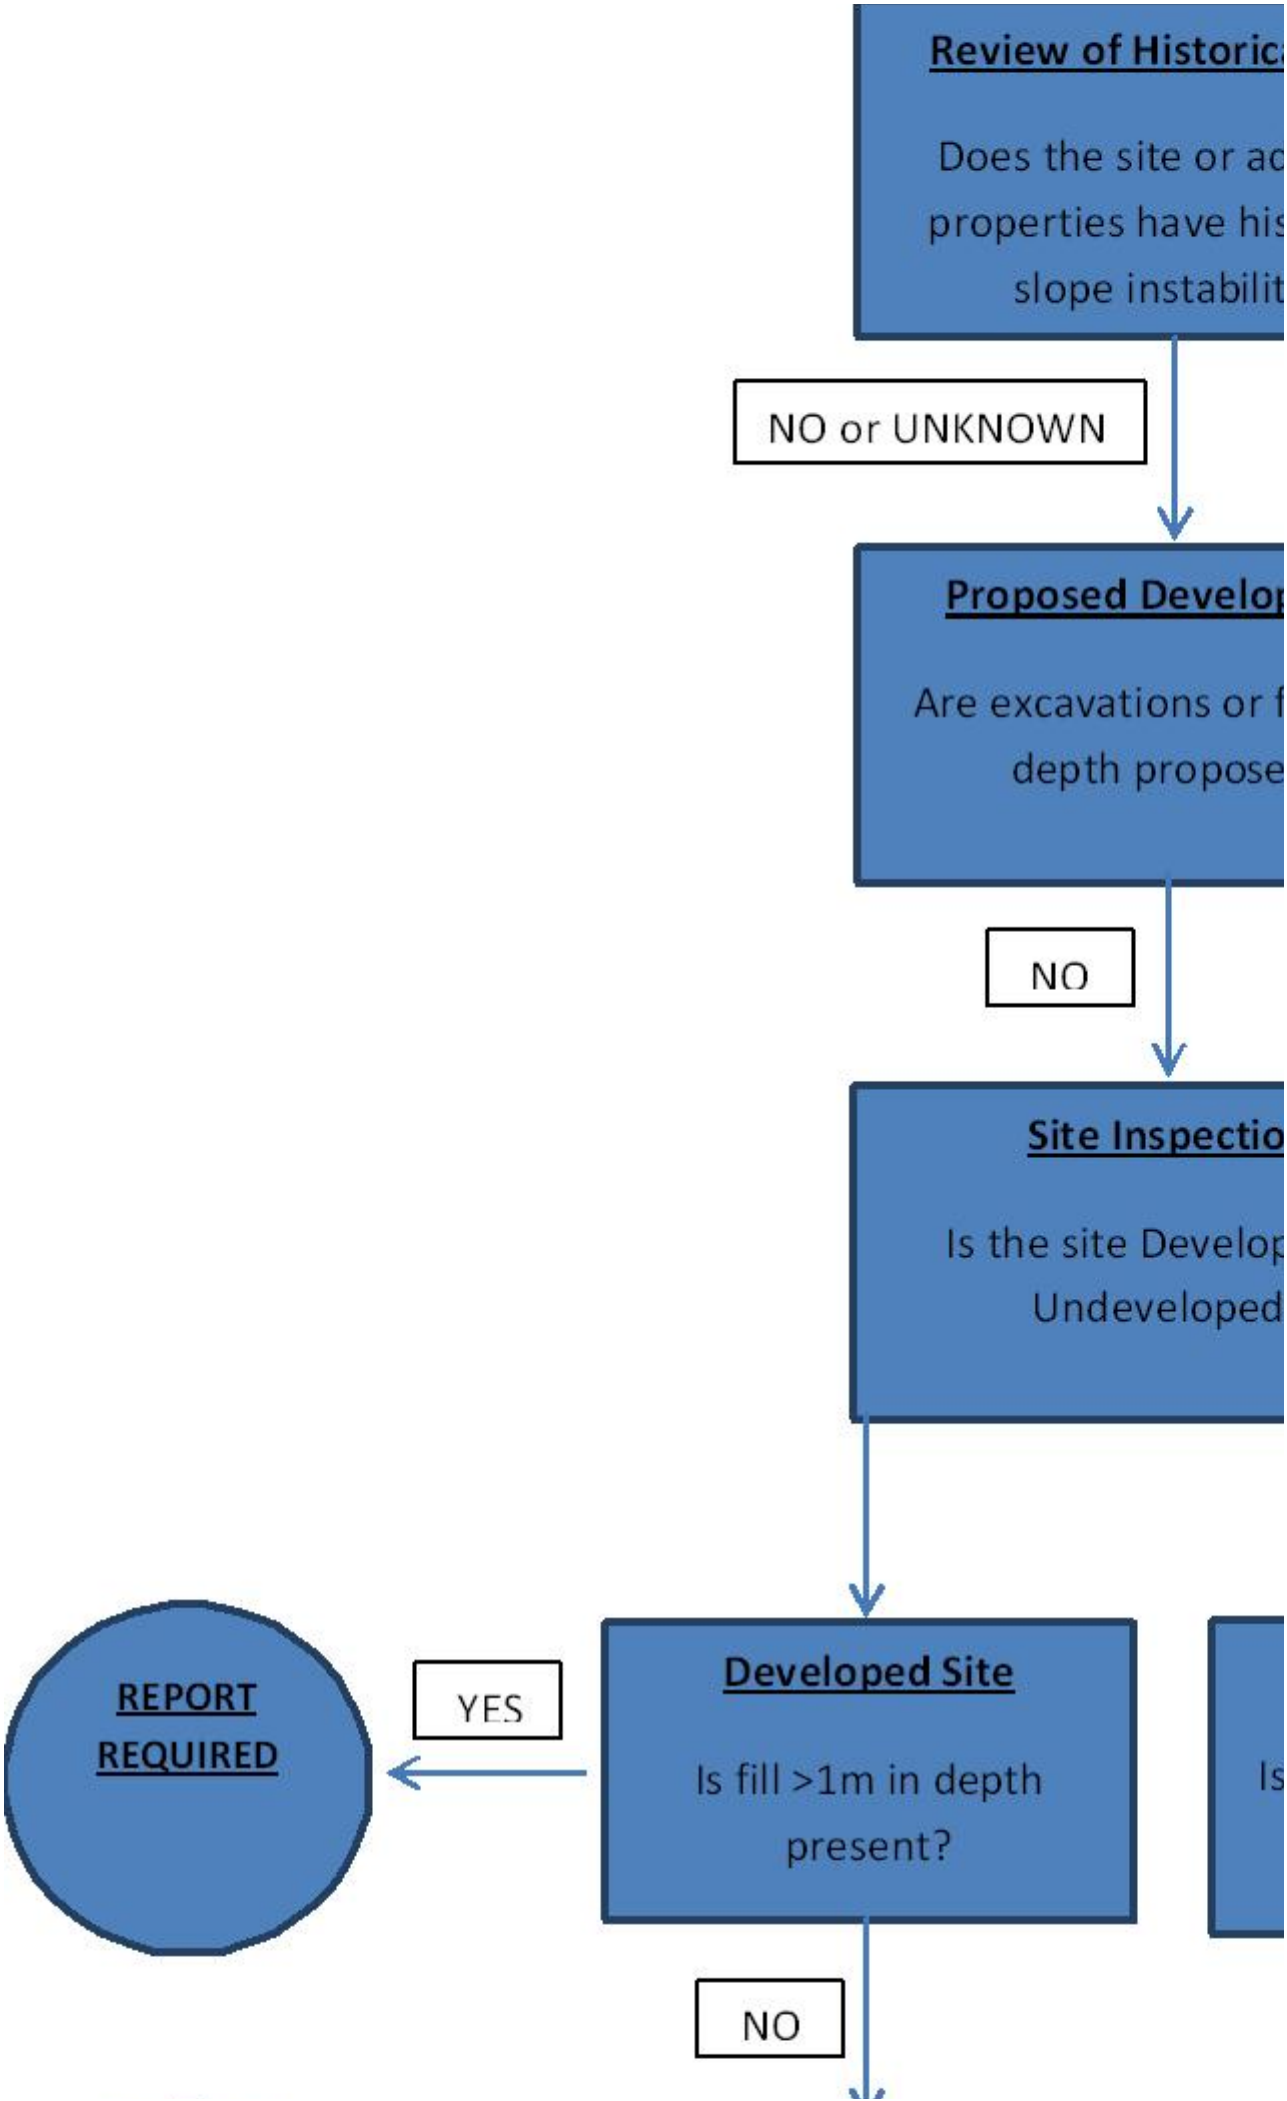 Review of Historic
Does the site or ad
properties have his
slope instabilit
NO or UNKNOWN
Proposed Develop
Are excavations or f
depth propose
NO
Site Inspectio
Is the site Develop
Undeveloped
REPORT
REQUIRED
YES
Developed Site
Is fill >1m in depth
present?
Is
NO